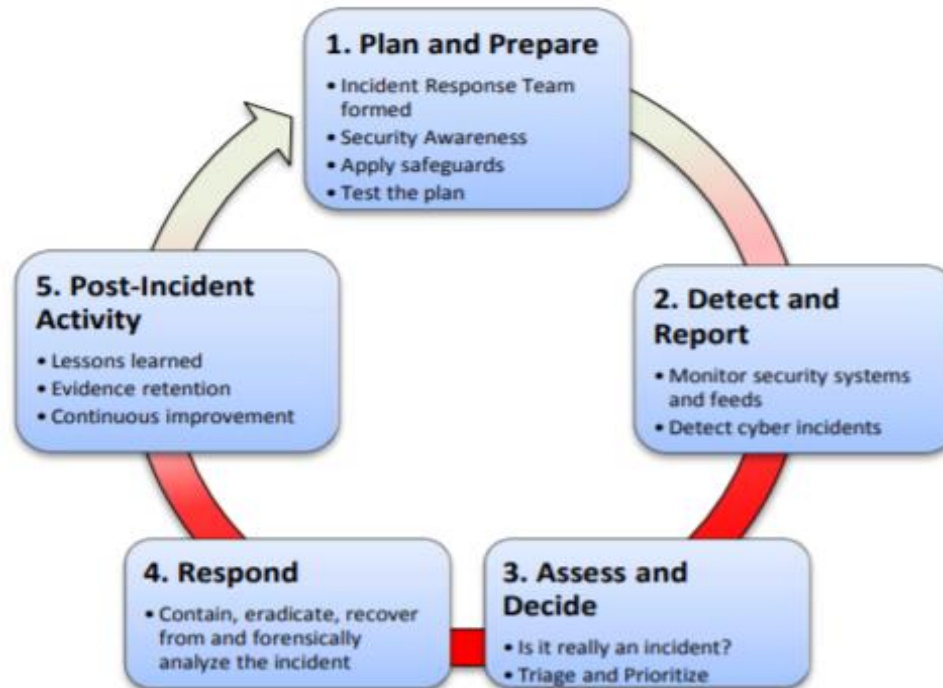 1. Plan and Prepare
• Incident Response Team
formed
• Security Awareness
• Apply safeguards
• Test the plan
2. Detect and
Report
• Monitor security systems
and feeds
• Detect cyber incidents
3. Assess and
Decide
• Is it really an incident?
• Triage and Prioritize
4. Respond
• Contain, eradicate, recover
from and forensically
analyze the incident
5. Post-Incident
Activity
• Lessons learned
• Evidence retention
• Continuous improvement